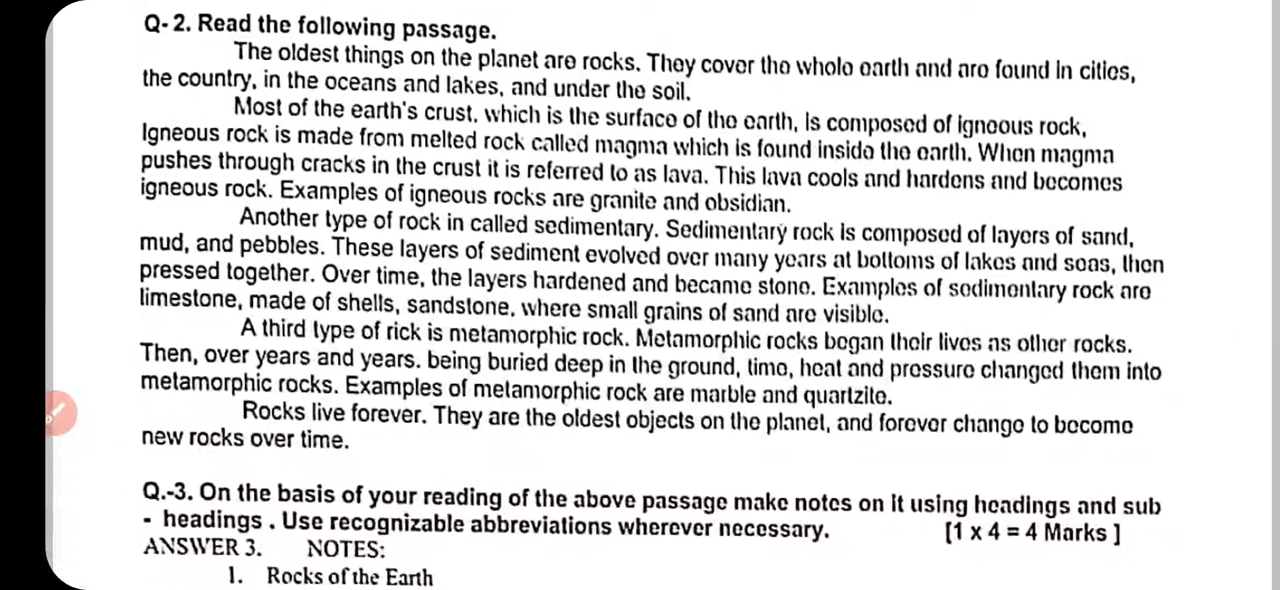 Q- 2. Read the following passage.
The oldest things on the planet are rocks. They cover the whole earth and are found in cities,
the country, in the oceans and lakes, and under the soil.
Most of the earth's crust, which is the surface of the earth, is composed of igneous rock,
Igneous rock is made from melted rock called magma which is found inside the earth. When magma
pushes through cracks in the crust it is referred to as lava. This lava cools and hardens and becomes
igneous rock. Examples of igneous rocks are granite and obsidian.
Another type of rock in called sedimentary. Sedimentary rock is composed of layers of sand,
mud, and pebbles. These layers of sediment evolved over many years at bottoms of lakes and seas, then
pressed together. Over time, the layers hardened and became stone. Examples of sedimentary rock are
limestone, made of shells, sandstone, where small grains of sand are visible.
A third type of rick is metamorphic rock. Metamorphic rocks began their lives as other rocks.
Then, over years and years. being buried deep in the ground, time, heat and pressure changed them into
metamorphic rocks. Examples of metamorphic rock are marble and quartzite.
Rocks live forever. They are the oldest objects on the planet, and forever change to become
new rocks over time.
Q.-3. On the basis of your reading of the above passage make notes on it using headings and sub
- headings . Use recognizable abbreviations wherever necessary. [1 x 4 = 4 Marks ]
ANSWER 3. NOTES:
1. Rocks of the Earth